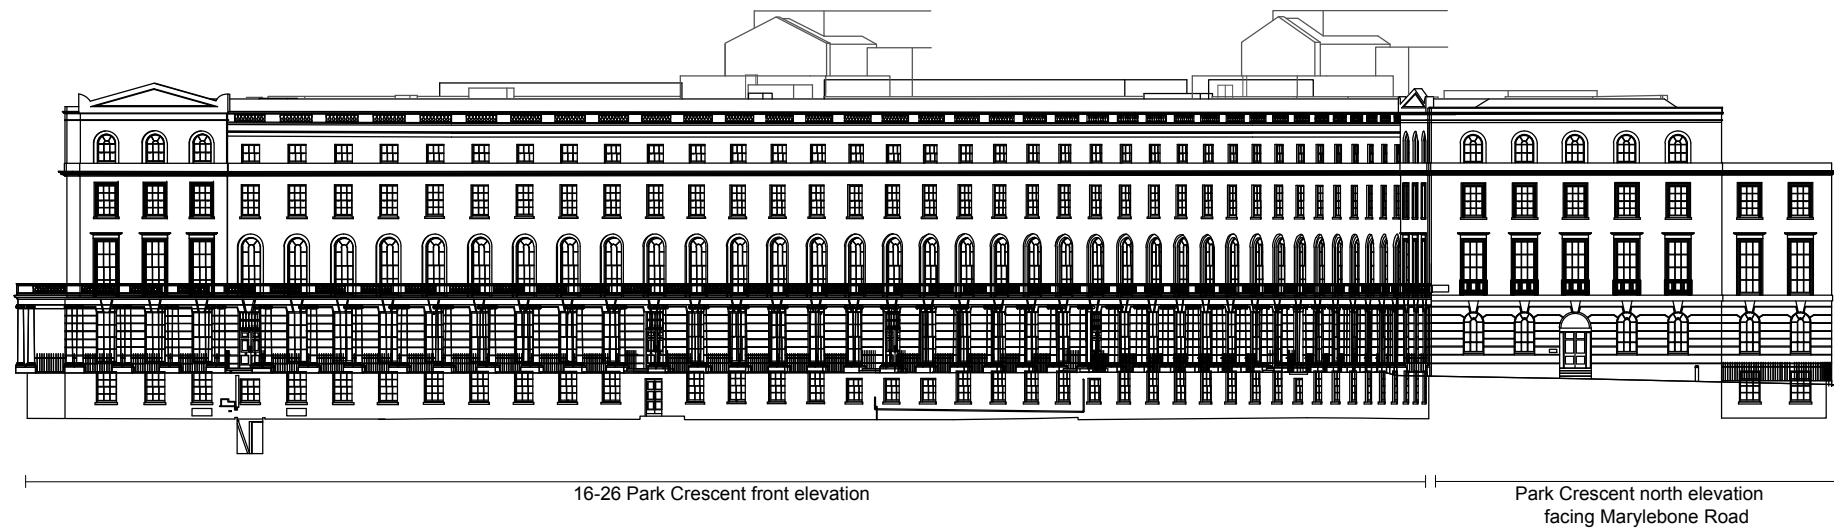 16-26 Park Crescent front elevation
Park Crescent north elevation
facing Marylebone Road